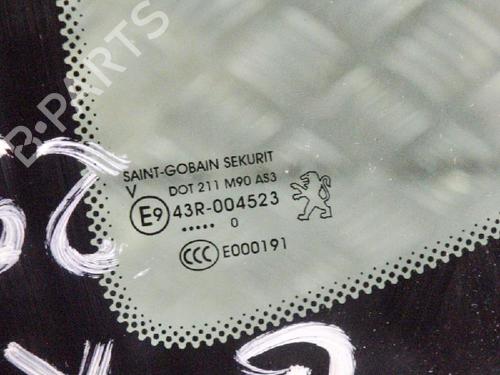 B-PARTS
SAINT-GOBAIN SEKURIT
V DOT 211 M90 AS3
E9 43R-004523
..... 0
CCC E000191